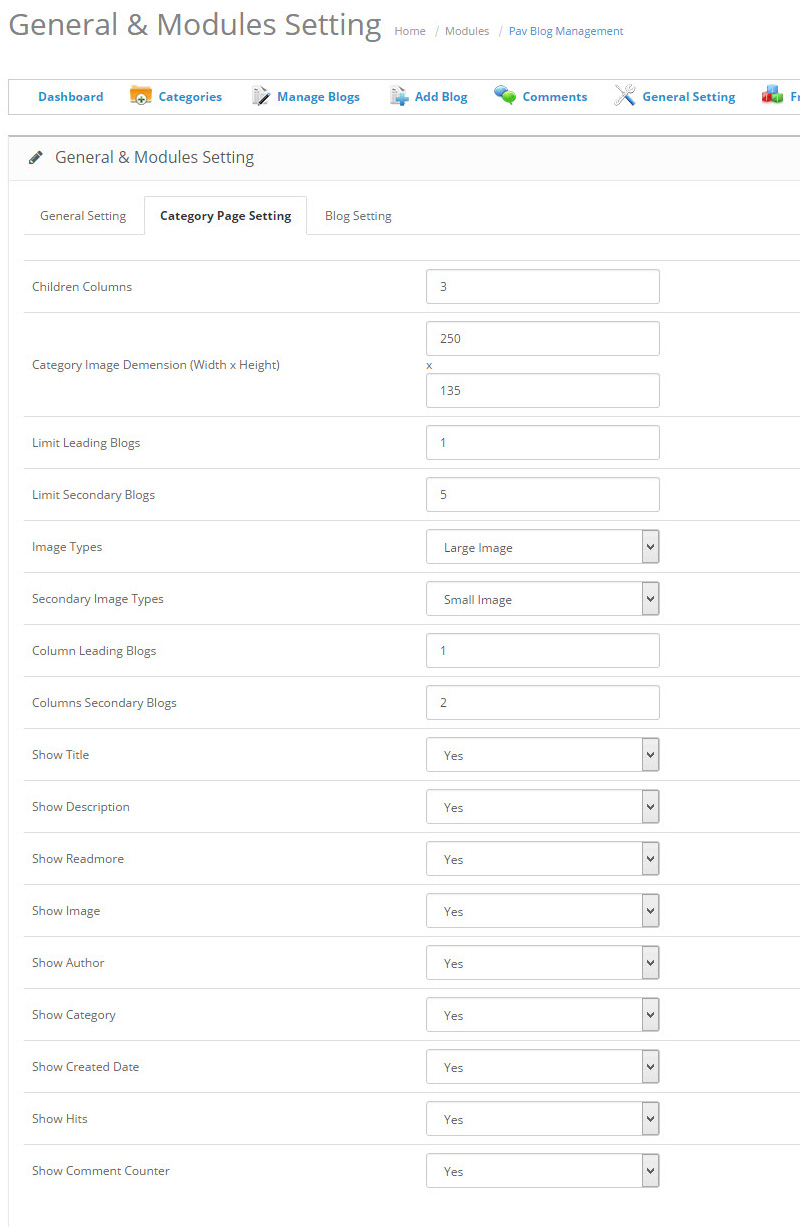 General & Modules Setting Home / Modules / Pav Blog Management
Dashboard Categories Manage Blogs Add Blog Comments General Setting
General & Modules Setting
General Setting Category Page Setting Blog Setting
Children Columns 3
250
Category Image Demension (Width x Height) x
135
Limit Leading Blogs 1
Limit Secondary Blogs 5
Image Types Large Image
Secondary Image Types Small Image
Column Leading Blogs 1
Columns Secondary Blogs 2
Show Title Yes
Show Description Yes
Show Readmore Yes
Show Image Yes
Show Author Yes
Show Category Yes
Show Created Date Yes
Show Hits Yes
Show Comment Counter Yes